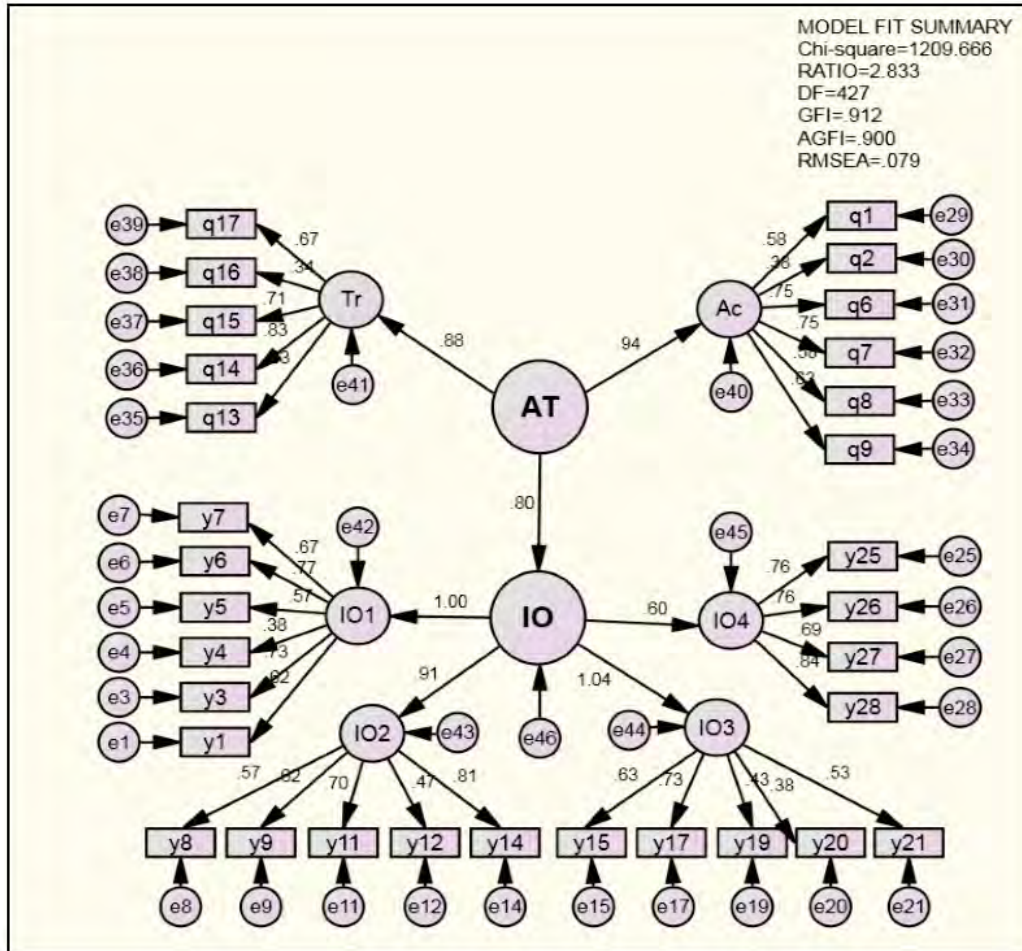 MODEL FIT SUMMARY
Chi-square=1209.666
RATIO=2.833
DF=427
GFI=.912
AGFI=.900
RMSEA=.079
e39 q17 .67
e38 q16 .34
e37 q15 .71
e36 q14 .83
e35 q13
Tr
e41
.88
AT
.94
Ac
e40
.58 q1 e29
.38 q2 e30
.75 q6 e31
.75 q7 e32
q8 e33
.63 q9 e34
.80
e7 y7 .67
e6 y6 .77
e5 y5 .57
e4 y4 .38
e3 y3 .73
e1 y1
e42
IO1
1.00
IO
.60
IO4
e45
.76 y25 e25
.76 y26 e26
.69 y27 e27
.84 y28 e28
.91
1.04
e46
IO2
e43
e44
IO3
.57 .70 .47 .81
.63 .73 .43 .38 .53
y8 y9 y11 y12 y14 y15 y17 y19 y20 y21
e8 e9 e11 e12 e14 e15 e17 e19 e20 e21